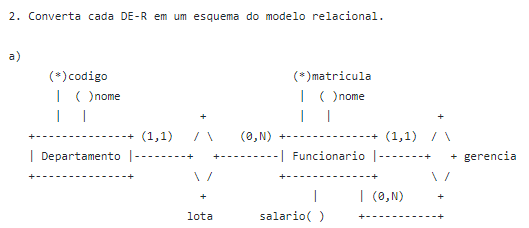 2. Converta cada DE-R em um esquema do modelo relacional.
a)
(*)codigo (*)matricula
| ( )nome | ( )nome
| | + | | +
+--------------+ (1,1) / \ (0,N) +-------------+ (1,1) / \
| Departamento |--------+ +---------| Funcionario |-------+ + gerencia
+--------------+ \ / +-------------+ \ /
+ | | (0,N) +
lota salario( ) +-----------+